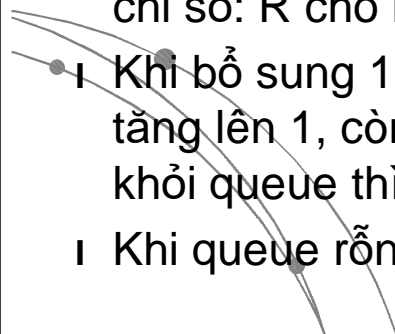 chỉ số: R cho
Khi bổ sung 1
tăng lên 1, còn
khỏi queue thì
Khi queue rỗn